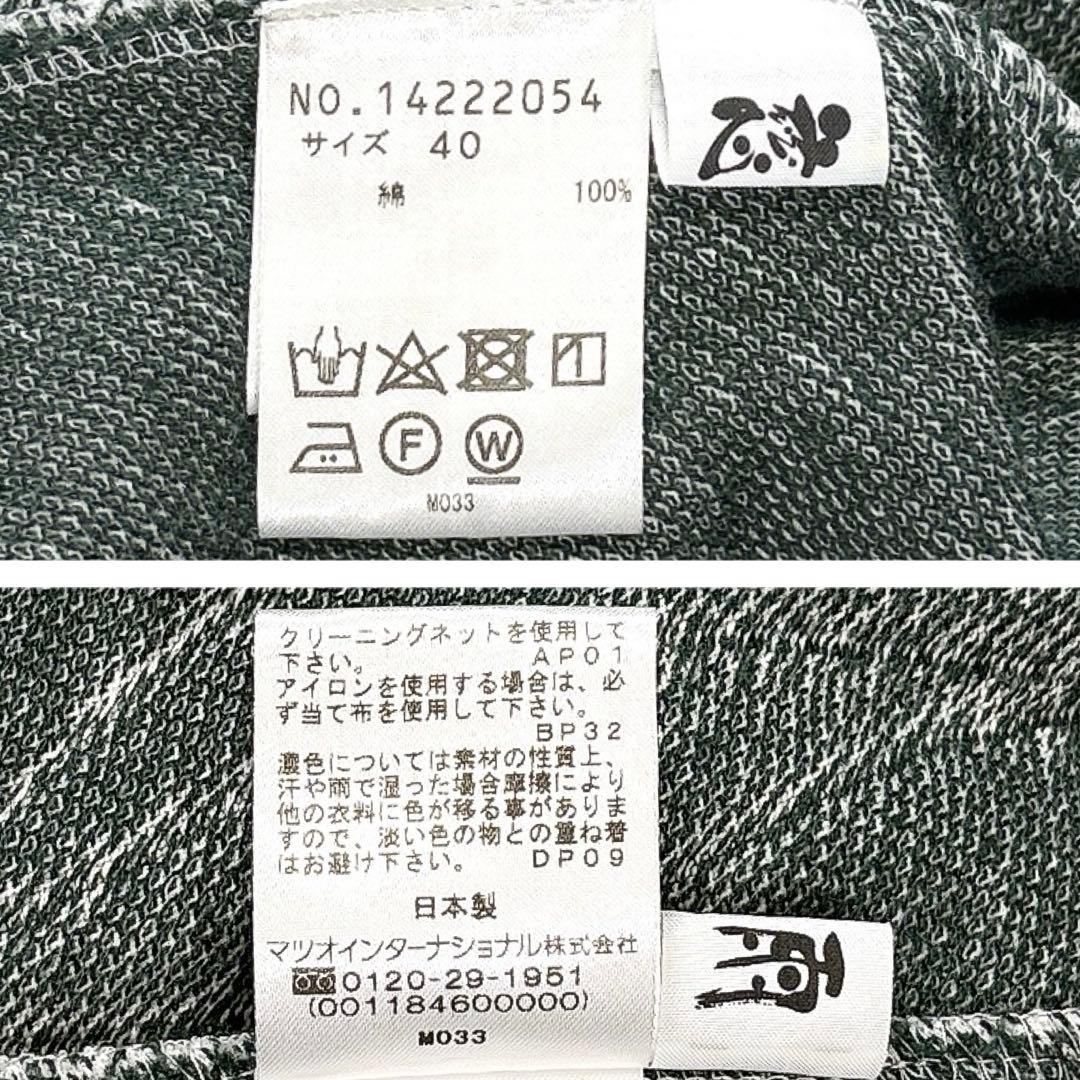 NO.14222054
サイズ 40
綿 100%
F
W
M033
クリーニングネットを使用して
下さい。 AP01
アイロンを使用する場合は、必
ず当て布を使用して下さい。
BP32
濃色については素材の性質上、
汗や雨で湿った場合摩擦により
他の衣料に色が移る事がありま
すので、淡い色の物との重ね着
はお避け下さい。 DP09
日本製
マツオインターナショナル株式会社
0120-29-1951
(001184600000)
M033